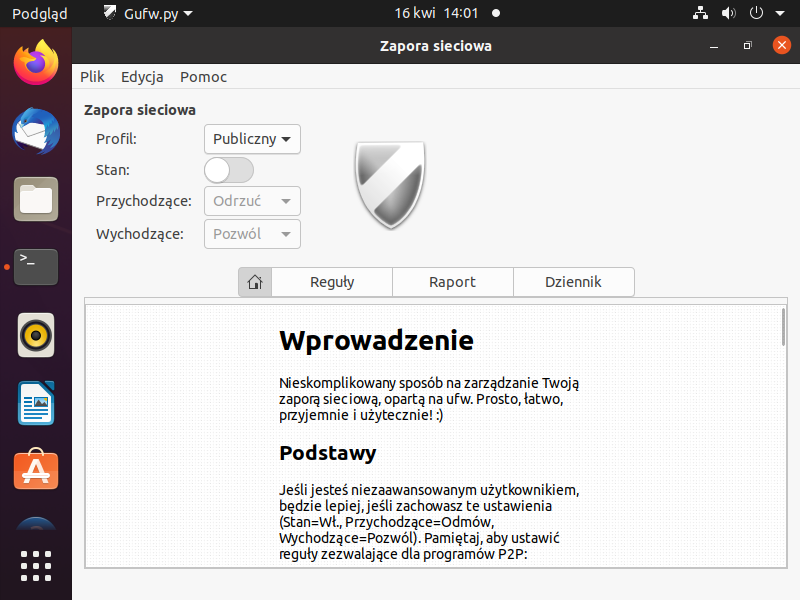 Podgląd Gufw.py 16 kwi 14:01
Zapora sieciowa
Plik Edycja Pomoc
Zapora sieciowa
Profil: Publiczny
Stan:
Przychodzące: Odrzuć
Wychodzące: Pozwól
Reguły Raport Dziennik
Wprowadzenie
Nieskomplikowany sposób na zarządzanie Twoją
zaporą sieciową, opartą na ufw. Prosto, łatwo,
przyjemnie i użytecznie! :)
Podstawy
Jeśli jesteś niezaawansowanym użytkownikiem,
będzie lepiej, jeśli zachowasz te ustawienia
(Stan=Wł., Przychodzące=Odmów,
Wychodzące=Pozwól). Pamiętaj, aby ustawić
reguły zezwalające dla programów P2P: